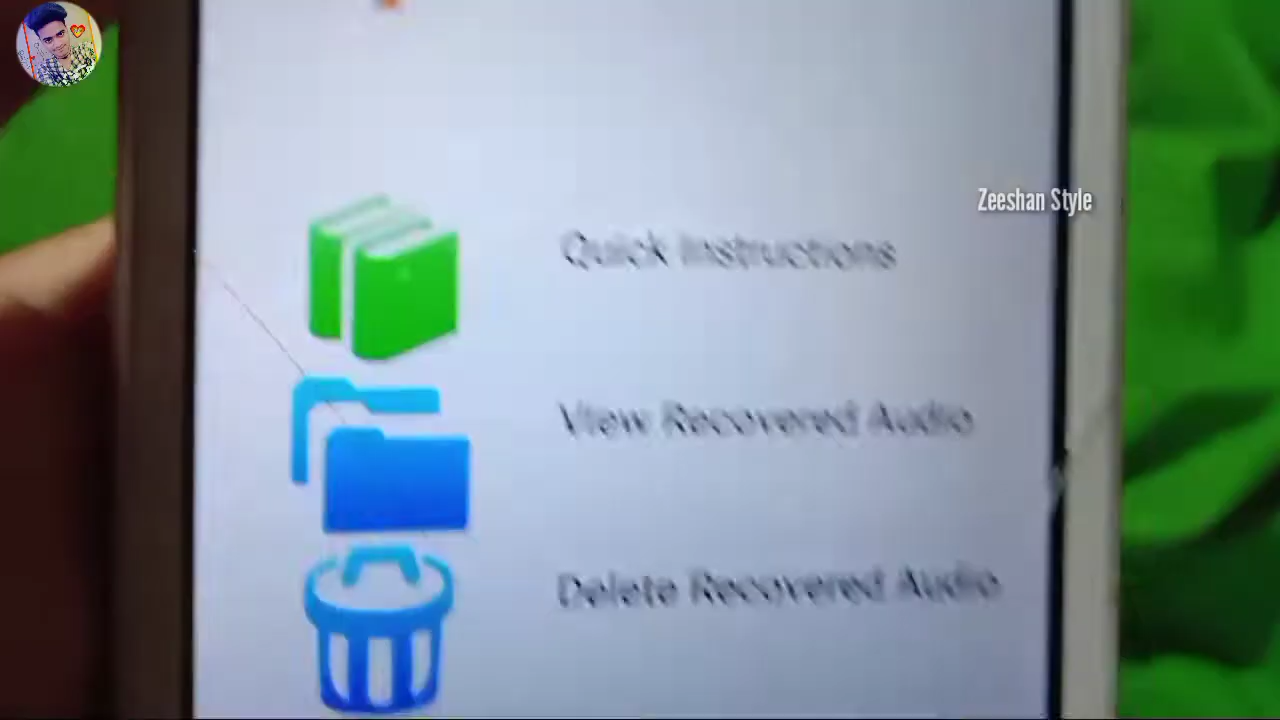 Zeeshan Style
Quick Instructions
View Recovered Audio
Delete Recovered Audio